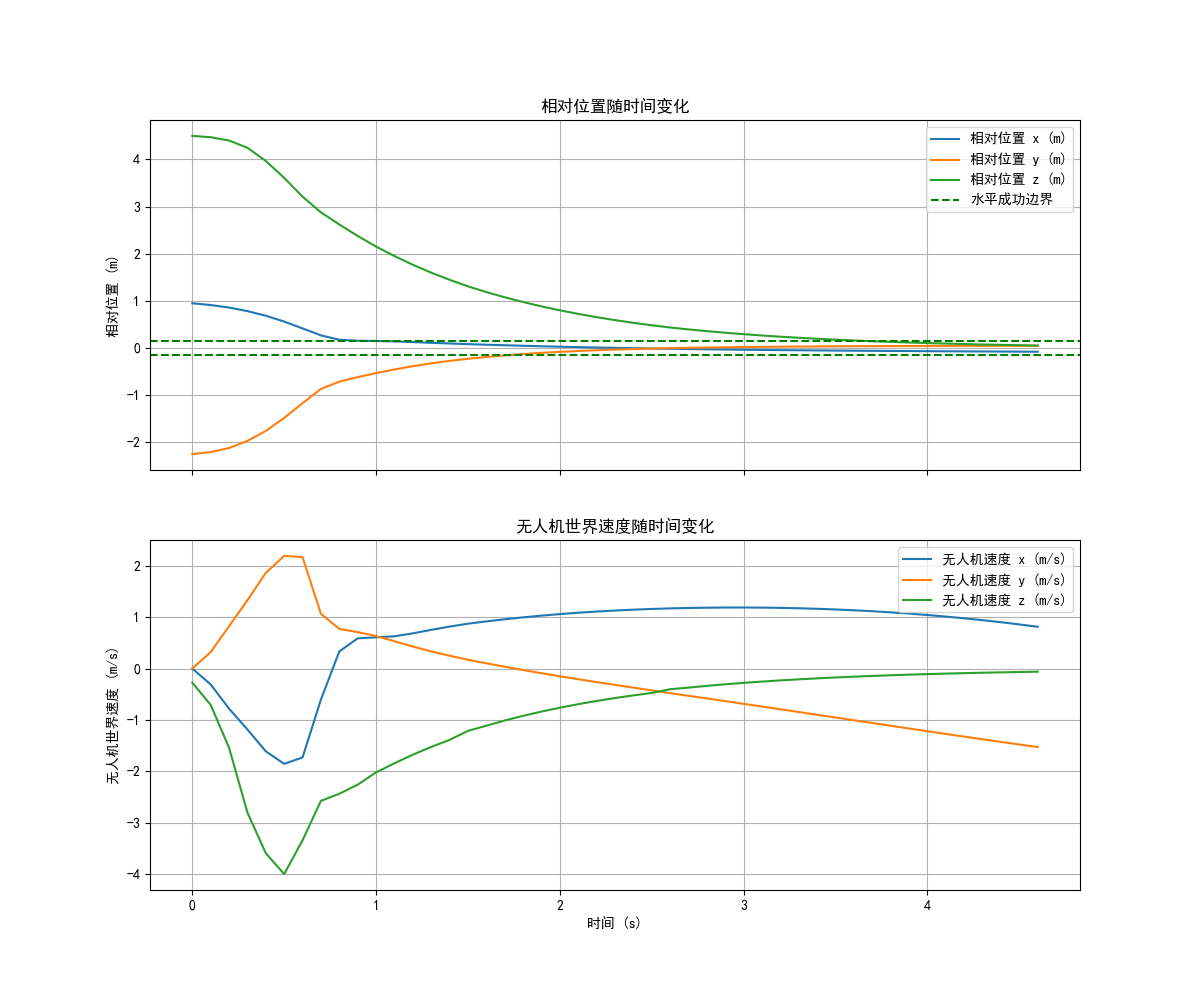 相对位置随时间变化
相对位置 (m)
4
3
2
1
0
−1
−2
相对位置 x (m)
相对位置 y (m)
相对位置 z (m)
水平成功边界
无人机世界速度随时间变化
无人机世界速度 (m/s)
2
1
0
−1
−2
−3
−4
无人机速度 x (m/s)
无人机速度 y (m/s)
无人机速度 z (m/s)
0 1 2 3 4
时间 (s)